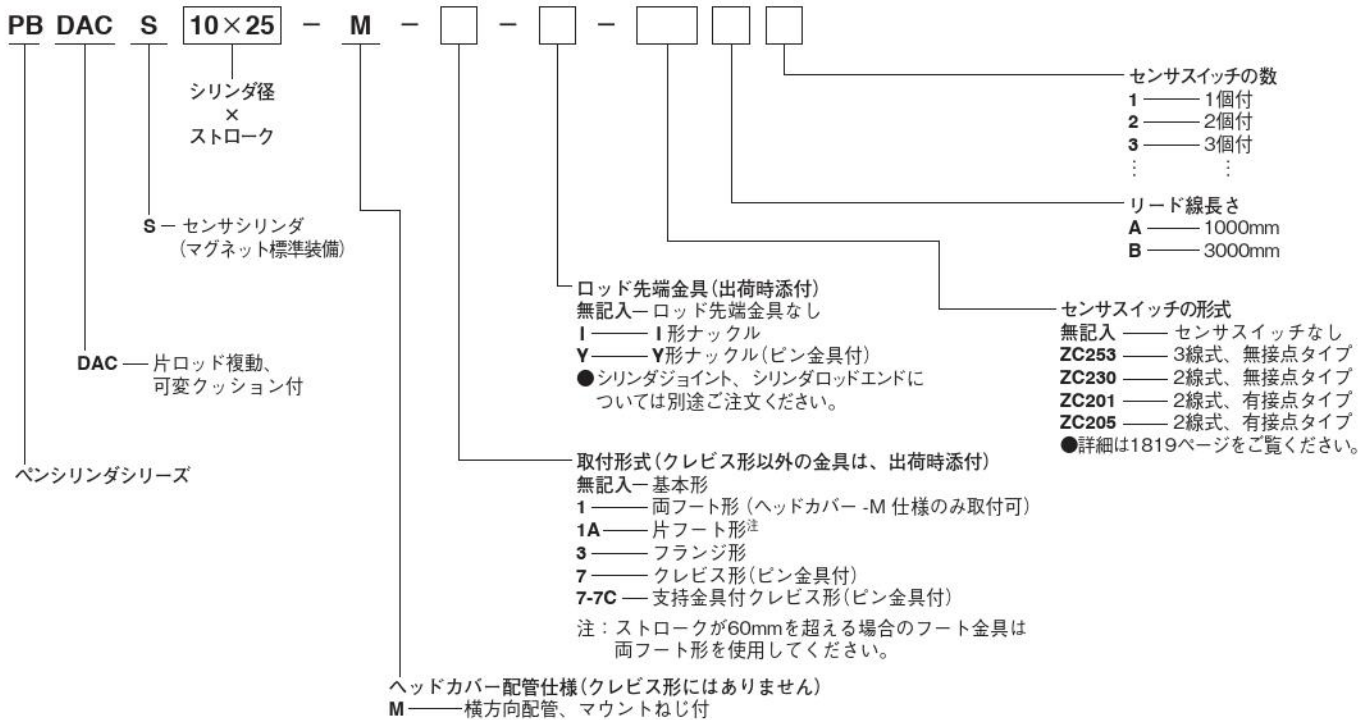 PB DAC S 10×25 － M － － －
シリンダ径
×
ストローク
S － センサシリンダ
(マグネット標準装備)
DAC — 片ロッド複動、
可変クッション付
ペンシリンダシリーズ
センサスイッチの数
1 —— 1個付
2 —— 2個付
3 —— 3個付
⋮ ⋮
リード線長さ
A —— 1000mm
B —— 3000mm
センサスイッチの形式
無記入 —— センサスイッチなし
ZC253 —— 3線式、無接点タイプ
ZC230 —— 2線式、無接点タイプ
ZC201 —— 2線式、有接点タイプ
ZC205 —— 2線式、有接点タイプ
●詳細は1819ページをご覧ください。
ロッド先端金具(出荷時添付)
無記入—ロッド先端金具なし
I —— I形ナックル
Y —— Y形ナックル(ピン金具付)
●シリンダジョイント、シリンダロッドエンドに
ついては別途ご注文ください。
取付形式(クレビス形以外の金具は、出荷時添付)
無記入—基本形
1 —— 両フート形 (ヘッドカバー -M 仕様のみ取付可)
1A —— 片フート形注
3 —— フランジ形
7 —— クレビス形(ピン金具付)
7-7C — 支持金具付クレビス形(ピン金具付)
注：ストロークが60mmを超える場合のフート金具は
両フート形を使用してください。
ヘッドカバー配管仕様(クレビス形にはありません)
M —— 横方向配管、マウントねじ付